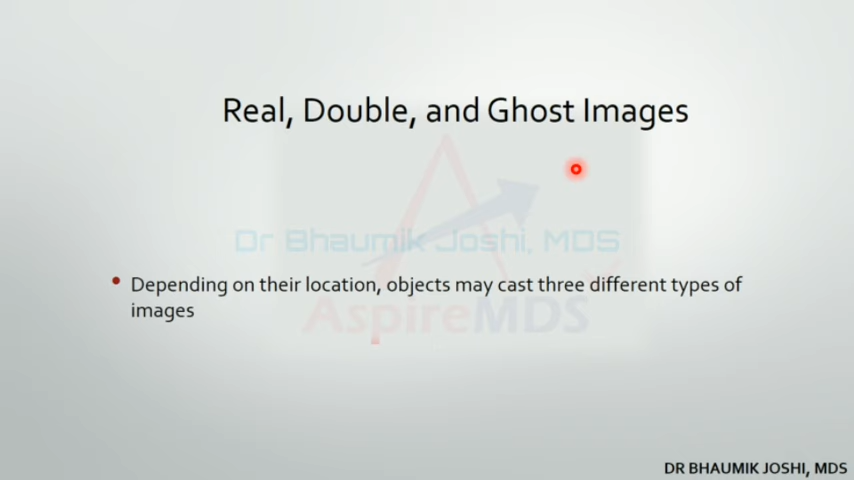 Real, Double, and Ghost Images
Dr Bhaumik Joshi, MDS
• Depending on their location, objects may cast three different types of
images
AspireMDS
DR BHAUMIK JOSHI, MDS